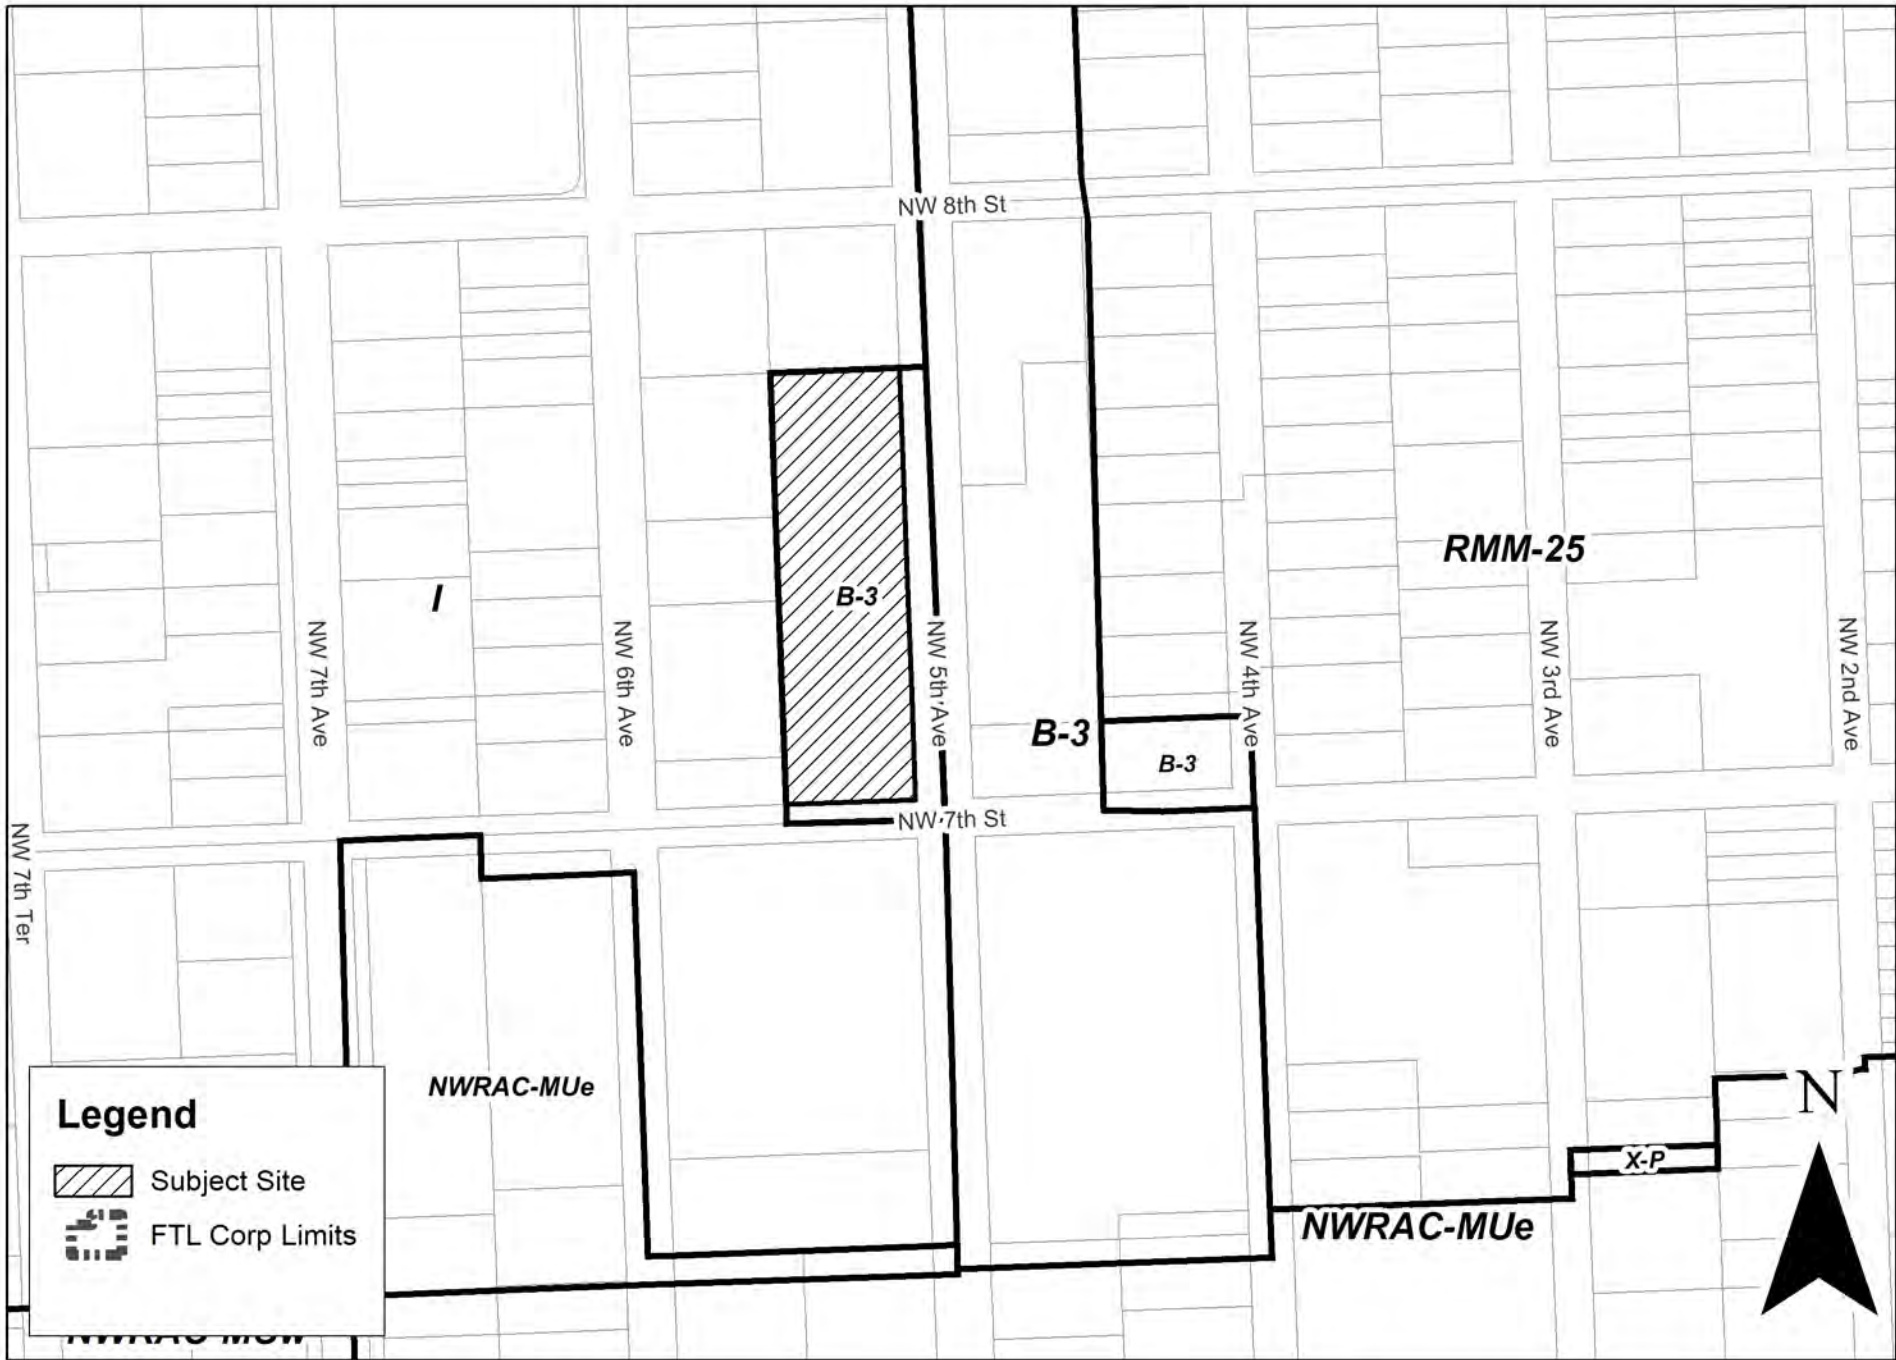 NW 8th St
RMM-25
B-3
I
NW 7th Ave
NW 6th Ave
NW 5th Ave
NW 4th Ave
NW 3rd Ave
NW 2nd Ave
B-3
B-3
NW 7th St
NW 7th Ter
NWRAC-MUe
N
X-P
NWRAC-MUe
Legend
Subject Site
FTL Corp Limits
NWRAC-MUw